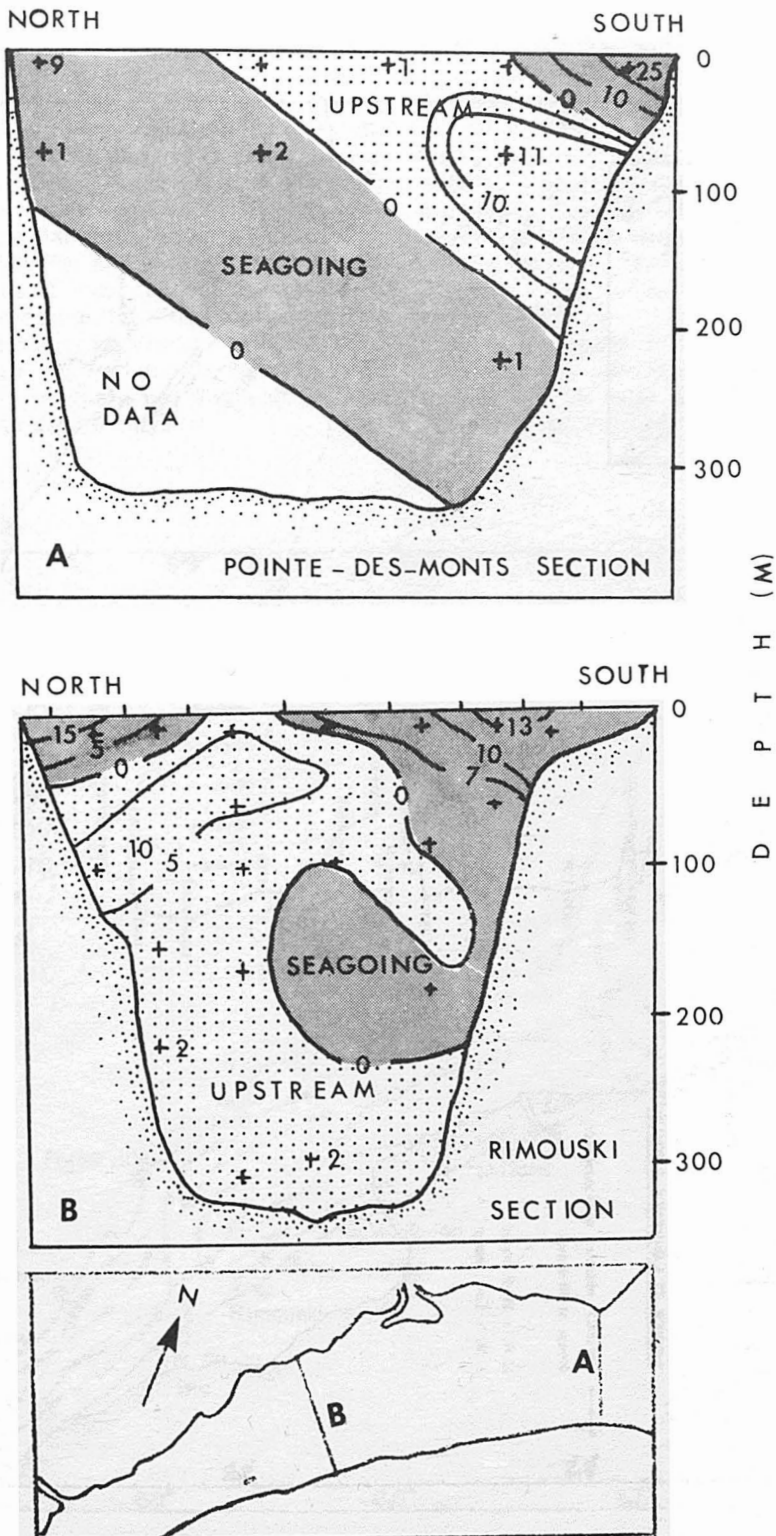 NORTH SOUTH
+9 +1 0 10 +25 0
UPSTREAM
+1 +2 +11 10 100
0
SEAGOING
200
0 +1
NO
DATA
300
A POINTE-DES-MONTS SECTION
DEPTH (M)
NORTH SOUTH
15 5 0 13 10 7 0
0
10 5 100
SEAGOING
200
2 0
UPSTREAM
2 RIMOUSKI 300
B SECTION
N
A
B